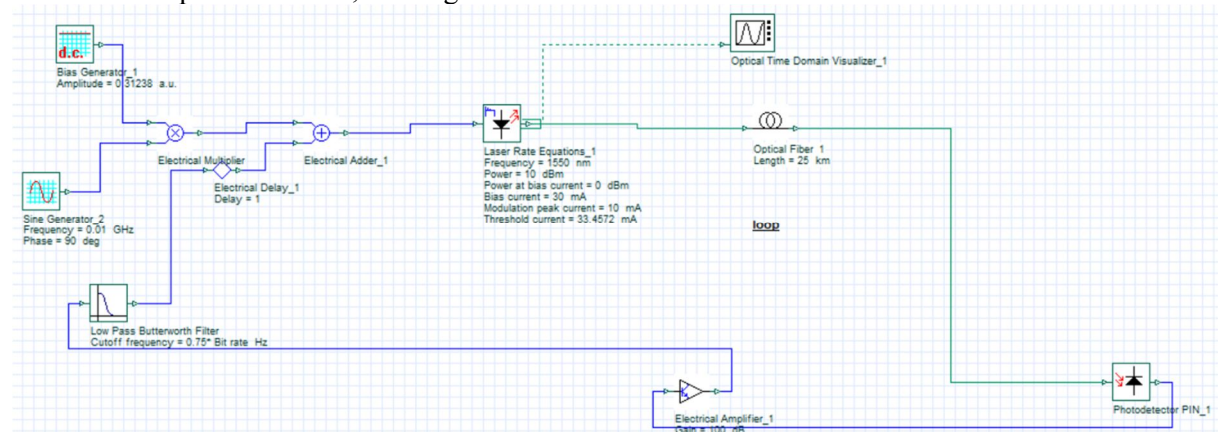 d.c.
Bias Generator_1
Amplitude = 0.31238 a.u.
Optical Time Domain Visualizer_1
Electrical Multiplier
Electrical Adder_1
Laser Rate Equations_1
Frequency = 1550 nm
Power = 10 dBm
Power at bias current = 0 dBm
Bias current = 30 mA
Modulation peak current = 10 mA
Threshold current = 33.4572 mA
Optical Fiber_1
Length = 25 km
Electrical Delay_1
Delay = 1
Sine Generator_2
Frequency = 0.01 GHz
Phase = 90 deg
loop
Low Pass Butterworth Filter
Cutoff frequency = 0.75* Bit rate Hz
Photodetector PIN_1
Electrical Amplifier_1
Gain = 100 dB